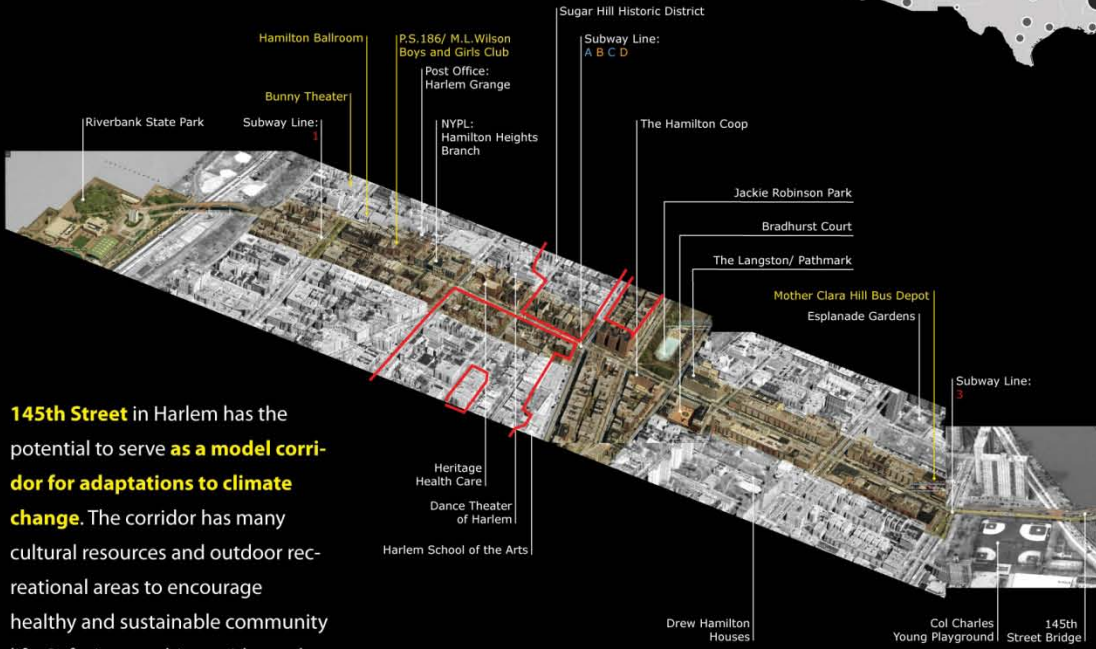 Sugar Hill Historic District
Hamilton Ballroom
P.S.186/ M.L.Wilson
Boys and Girls Club
Subway Line:
A B C D
Post Office:
Harlem Grange
Bunny Theater
Riverbank State Park
Subway Line:
1
NYPL:
Hamilton Heights
Branch
The Hamilton Coop
Jackie Robinson Park
Bradhurst Court
The Langston/ Pathmark
Mother Clara Hill Bus Depot
Esplanade Gardens
Subway Line:
3
145th Street in Harlem has the
potential to serve as a model corri-
dor for adaptations to climate
change. The corridor has many
cultural resources and outdoor rec-
reational areas to encourage
healthy and sustainable community
Heritage
Health Care
Dance Theater
of Harlem
Harlem School of the Arts
Drew Hamilton
Houses
Col Charles
Young Playground
145th
Street Bridge